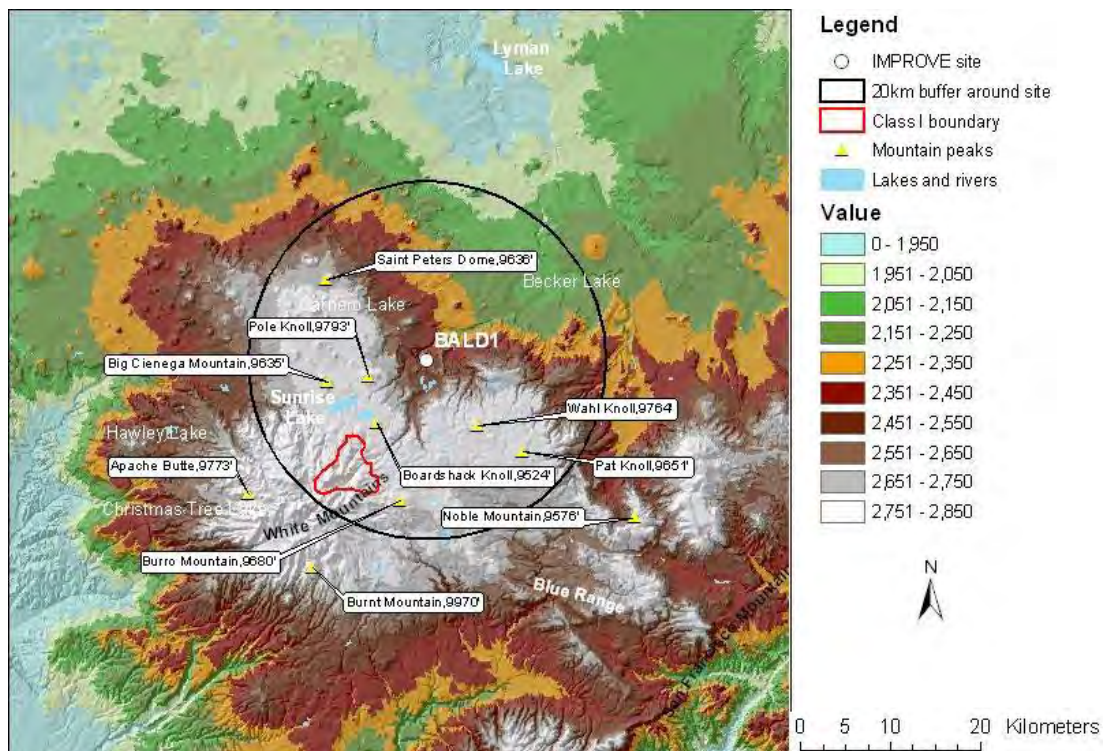 Lyman
Lake
Saint Peters Dome,9636'
Becker Lake
Carnero Lake
Pole Knoll,9793'
BALD1
Big Cienega Mountain,9635'
Sunrise
Lake
Wahl Knoll,9764'
Hawley Lake
Apache Butte,9773'
Boardshack Knoll,9524'
Pat Knoll,9651'
Christmas Tree Lake
White Mountains
Noble Mountain,9576'
Burro Mountain,9680'
Blue Range
Burnt Mountain,9970'
Legend
IMPROVE site
20km buffer around site
Class I boundary
Mountain peaks
Lakes and rivers
Value
0 - 1,950
1,951 - 2,050
2,051 - 2,150
2,151 - 2,250
2,251 - 2,350
2,351 - 2,450
2,451 - 2,550
2,551 - 2,650
2,651 - 2,750
2,751 - 2,850
N
0 5 10 20 Kilometers